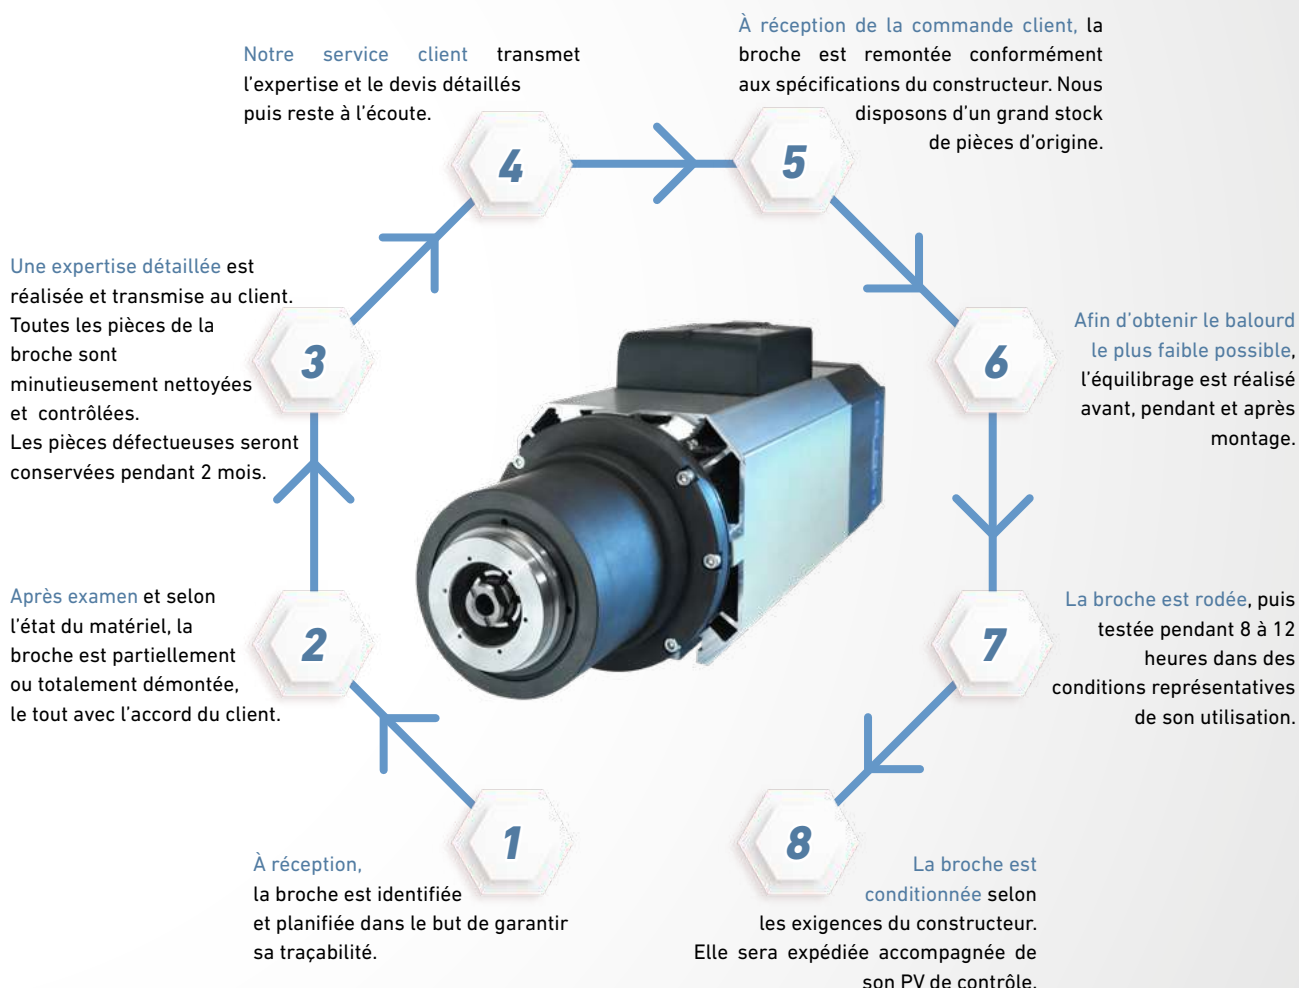 1
À réception,
la broche est identifiée
et planifiée dans le but de garantir
sa traçabilité.
2
Après examen et selon
l'état du matériel, la
broche est partiellement
ou totalement démontée,
le tout avec l'accord du client.
3
Une expertise détaillée est
réalisée et transmise au client.
Toutes les pièces de la
broche sont
minutieusement nettoyées
et contrôlées.
Les pièces défectueuses seront
conservées pendant 2 mois.
4
Notre service client transmet
l'expertise et le devis détaillés
puis reste à l'écoute.
5
À réception de la commande client, la
broche est remontée conformément
aux spécifications du constructeur. Nous
disposons d'un grand stock
de pièces d'origine.
6
Afin d'obtenir le balourd
le plus faible possible,
l'équilibrage est réalisé
avant, pendant et après
montage.
7
La broche est rodée, puis
testée pendant 8 à 12
heures dans des
conditions représentatives
de son utilisation.
8
La broche est
conditionnée selon
les exigences du constructeur.
Elle sera expédiée accompagnée de
son PV de contrôle.